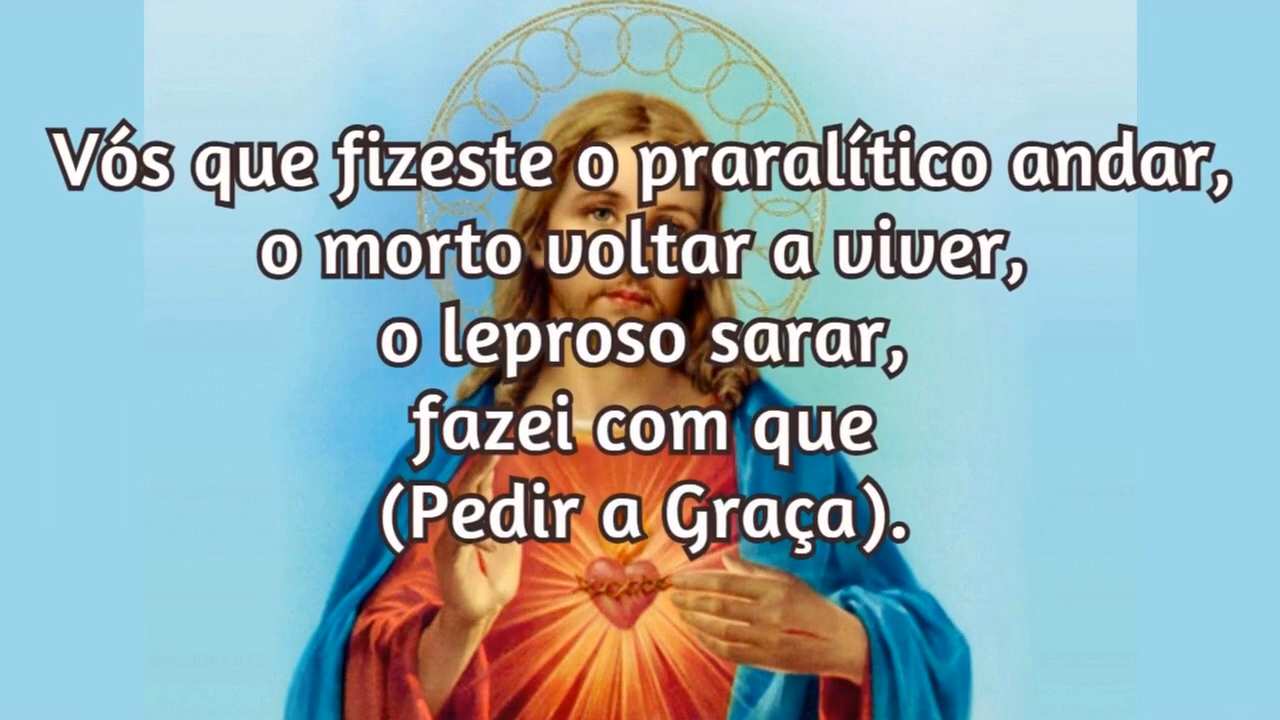 Vós que fizeste o praralítico andar,
o morto voltar a viver,
o leproso sarar,
fazei com que
(Pedir a Graça).